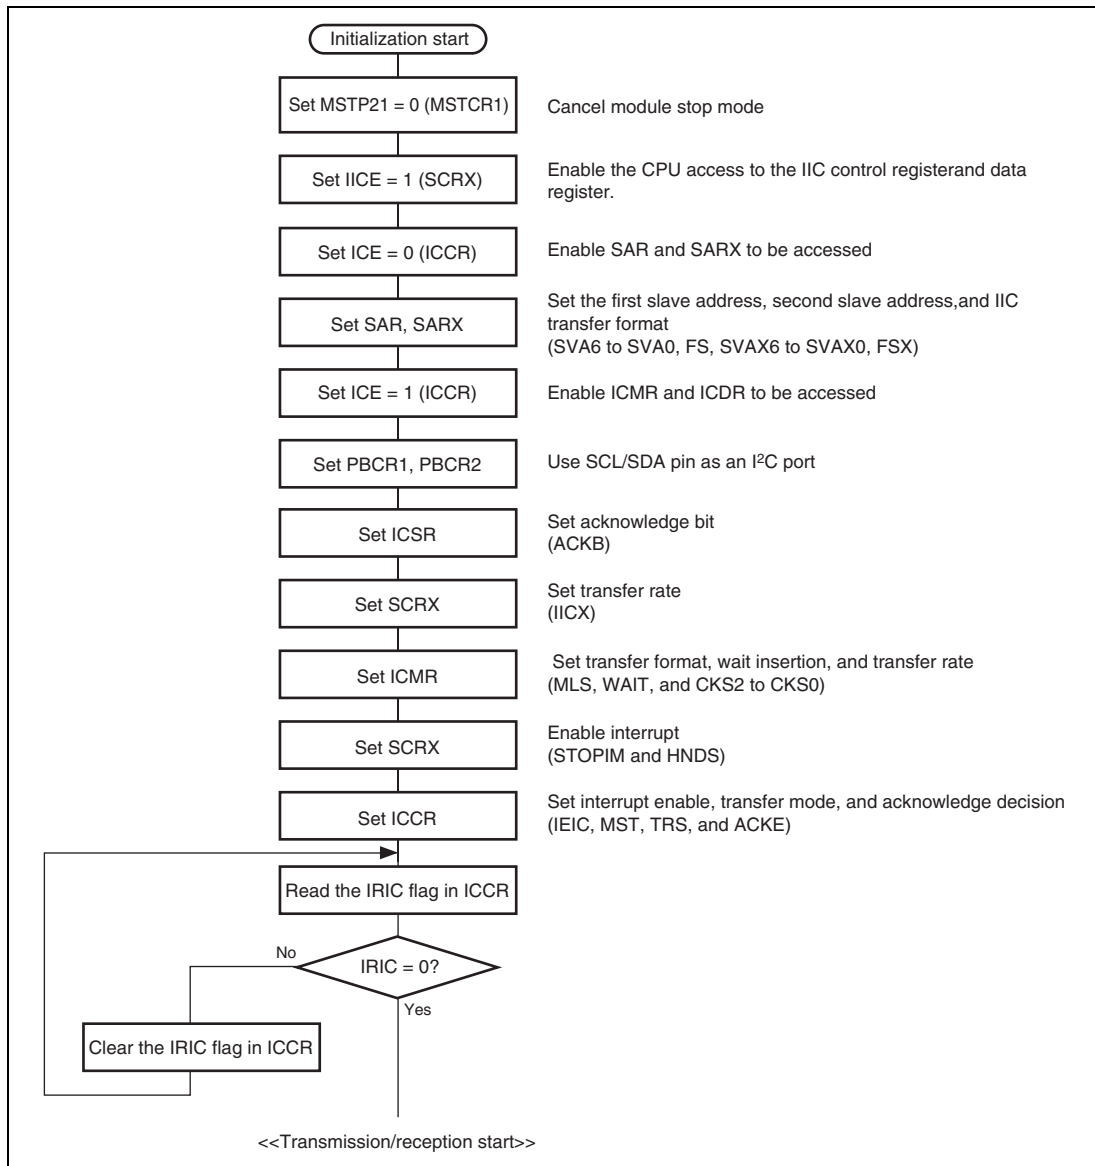 Initialization start
Set MSTP21 = 0 (MSTCR1)
Cancel module stop mode
Set IICE = 1 (SCRX)
Enable the CPU access to the IIC control registerand data
register.
Set ICE = 0 (ICCR)
Enable SAR and SARX to be accessed
Set SAR, SARX
Set the first slave address, second slave address,and IIC
transfer format
(SVA6 to SVA0, FS, SVAX6 to SVAX0, FSX)
Set ICE = 1 (ICCR)
Enable ICMR and ICDR to be accessed
Set PBCR1, PBCR2
Use SCL/SDA pin as an I²C port
Set ICSR
Set acknowledge bit
(ACKB)
Set SCRX
Set transfer rate
(IICX)
Set ICMR
Set transfer format, wait insertion, and transfer rate
(MLS, WAIT, and CKS2 to CKS0)
Set SCRX
Enable interrupt
(STOPIM and HNDS)
Set ICCR
Set interrupt enable, transfer mode, and acknowledge decision
(IEIC, MST, TRS, and ACKE)
Read the IRIC flag in ICCR
No
IRIC = 0?
Yes
Clear the IRIC flag in ICCR
<<Transmission/reception start>>